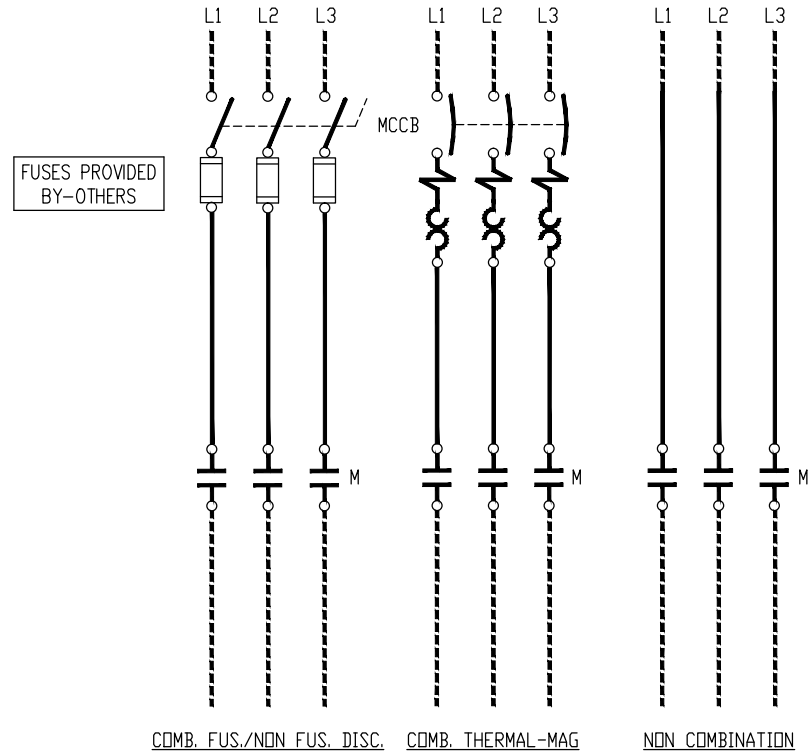 L1 L2 L3 L1 L2 L3 L1 L2 L3
MCCB
FUSES PROVIDED
BY-OTHERS
M M M
COMB. FUS./NON FUS. DISC. COMB. THERMAL-MAG NON COMBINATION